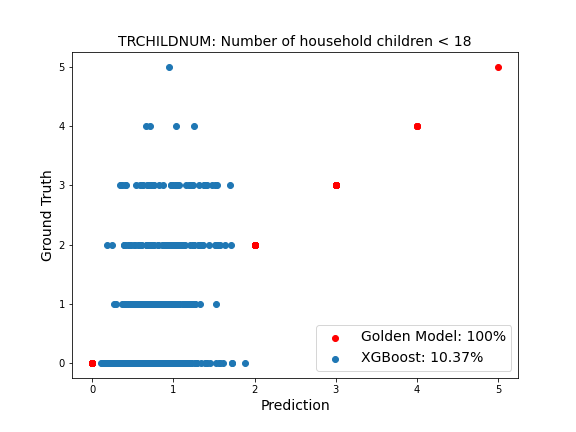 TRCHILDNUM: Number of household children < 18
5
4
3
2
1
0
Ground Truth
0 1 2 3 4 5
Prediction
Golden Model: 100%
XGBoost: 10.37%